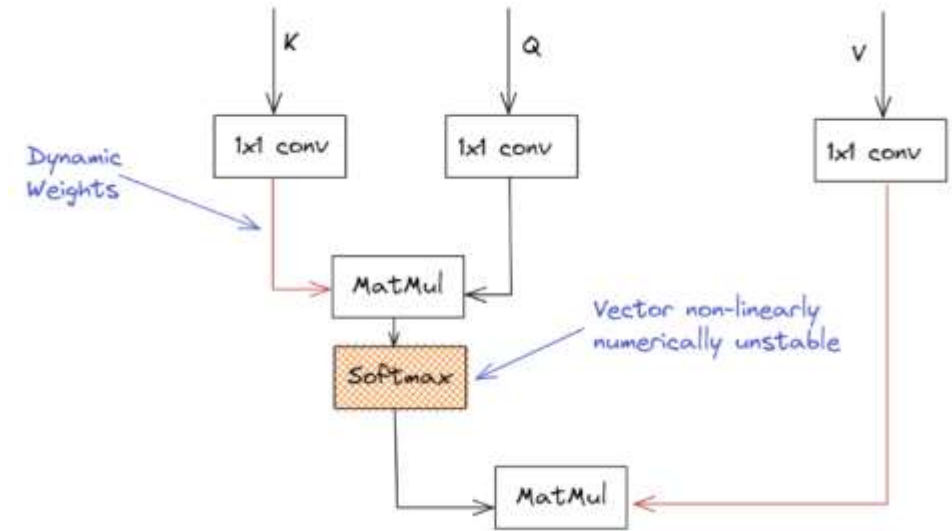 K
Q
V
1x1 conv
1x1 conv
1x1 conv
Dynamic
Weights
MatMul
Vector non-linearly
numerically unstable
Softmax
MatMul